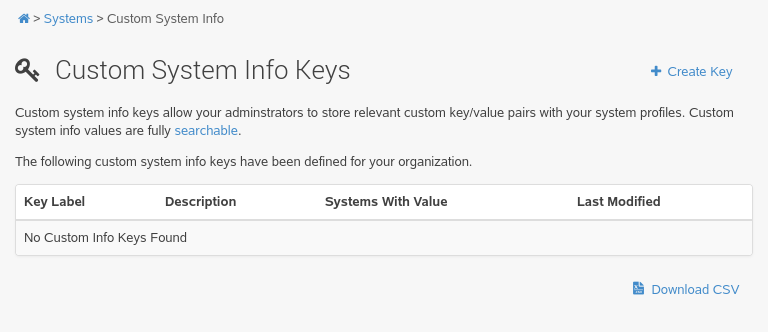 > Systems > Custom System Info
Custom System Info Keys
Create Key
Custom system info keys allow your adminstrators to store relevant custom key/value pairs with your system profiles. Custom
system info values are fully searchable.
The following custom system info keys have been defined for your organization.
Key Label Description Systems With Value Last Modified
No Custom Info Keys Found
Download CSV